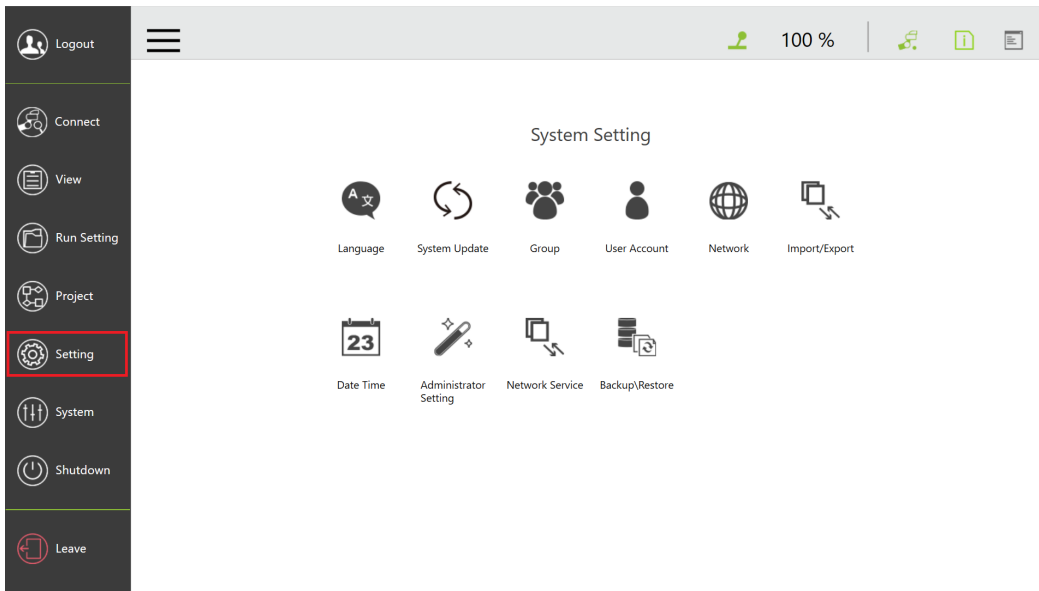 Logout
100 %
Connect
View
Run Setting
Project
Setting
System
Shutdown
Leave
System Setting
A 文
Language
System Update
Group
User Account
Network
Import/Export
23
Date Time
Administrator
Setting
Network Service
Backup\Restore